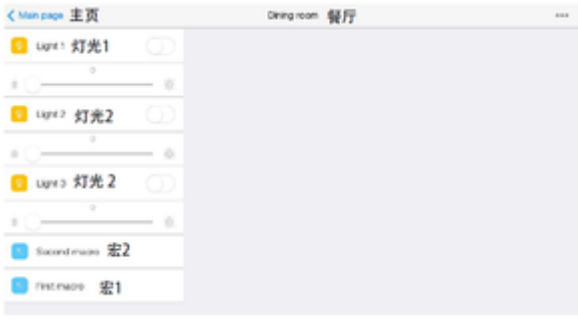 Main page 主页
Dining room 餐厅
Light 1 灯光1
0
Light 2 灯光2
0
Light 3 灯光 2
0
Second macro 宏2
First macro 宏1